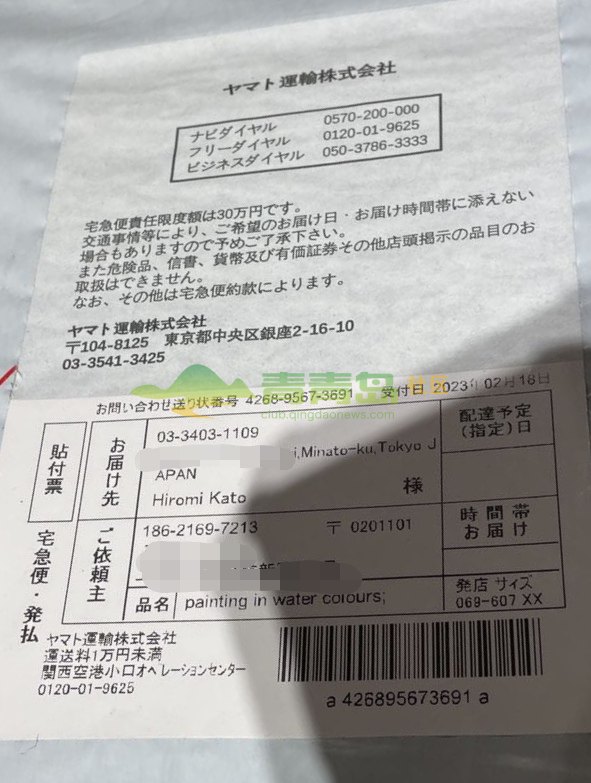 ヤマト運輸株式会社
ナビダイヤル 0570-200-000
フリーダイヤル 0120-01-9625
ビジネスダイヤル 050-3786-3333
宅急便責任限度額は30万円です。
交通事情等により、ご希望のお届け日・お届け時間帯に添えない
場合もありますので予めご了承下さい。
また危険品、信書、貨幣及び有価証券その他店頭掲示の品目のお
取扱はできません。
なお、その他は宅急便約款によります。
ヤマト運輸株式会社
〒104-8125 東京都中央区銀座2-16-10
03-3541-3425
青青岛
club.qingdaonews.com
お問い合わせ送り状番号 4268-9567-3691 受付日 2023年02月18日
貼付票
宅急便・発払
お届け先
03-3403-1109
i,Minato-ku,Tokyo J
APAN
Hiromi Kato 様
配達予定
(指定)日
ご依頼主
186-2169-7213 〒 0201101
時間帯
お届け
品名 painting in water colours;
発店 サイズ
069-607 XX
ヤマト運輸株式会社
運送料1万円未満
関西空港小口オペレーションセンター
0120-01-9625
a 426895673691 a